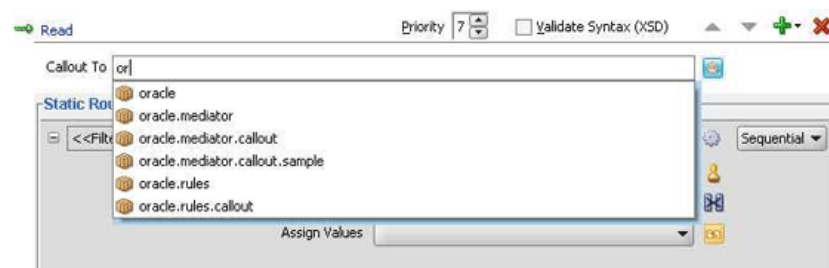 Read Priority 7 Validate Syntax (XSD)
Callout To or
oracle
Static Rou
oracle.mediator
<<Filte oracle.mediator.callout Sequential
oracle.mediator.callout.sample
oracle.rules
oracle.rules.callout
Assign Values